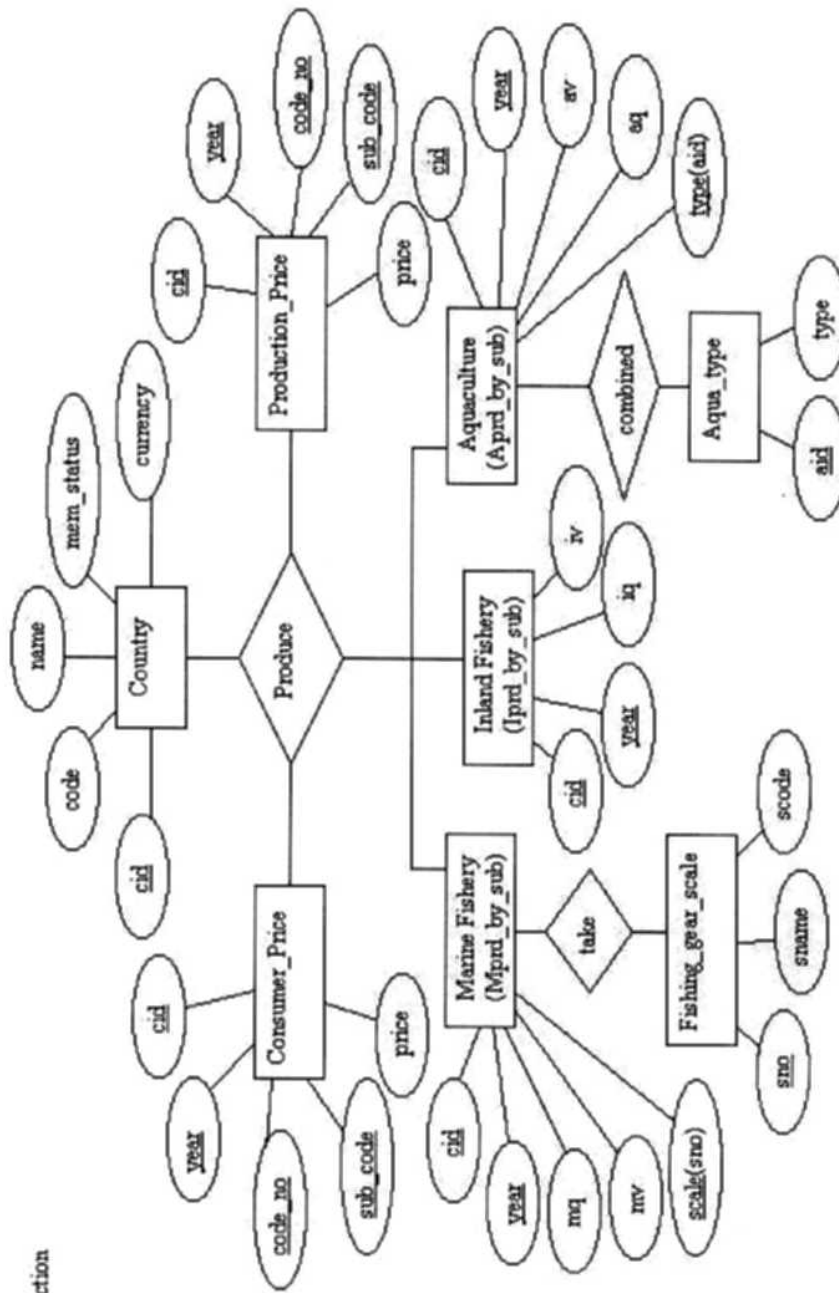 ction
name
code
mem_status
cid
currency
Country
cid
year
code_no
sub_code
price
Consumer_Price
Produce
cid
year
code_no
sub_code
price
Production_Price
Marine Fishery
(Mprd_by_sub)
cid
year
mq
mv
scale(sno)
take
Fishing_gear_scale
sno
sname
scode
Inland Fishery
(Iprd_by_sub)
cid
year
iq
iv
Aquaculture
(Aprd_by_sub)
cid
year
av
aq
type(aid)
combined
Aqua_type
aid
type